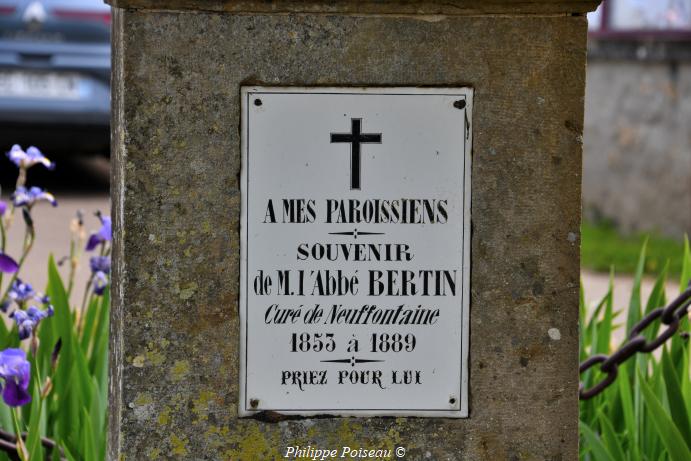 A MES PAROISSIENS
SOUVENIR
de M. l'Abbé BERTIN
Curé de Neuffontaine
1853 à 1889
PRIEZ POUR LUI
Philippe Poiseau ©